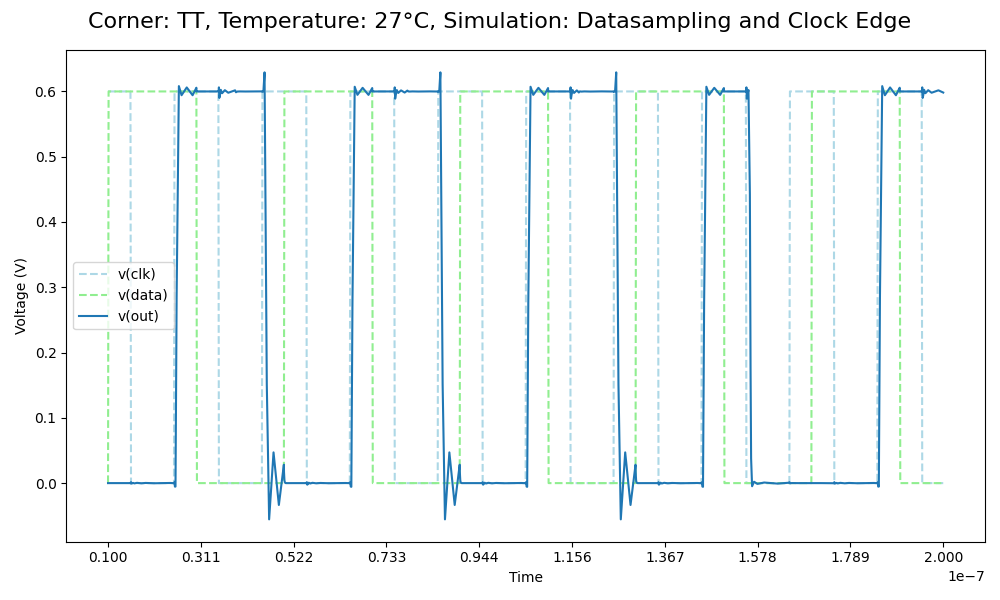 Corner: TT, Temperature: 27°C, Simulation: Datasampling and Clock Edge
0.6
0.5
0.4
0.3
0.2
0.1
0.0
Voltage (V)
v(clk)
v(data)
v(out)
0.100 0.311 0.522 0.733 0.944 1.156 1.367 1.578 1.789 2.000
Time
1e−7